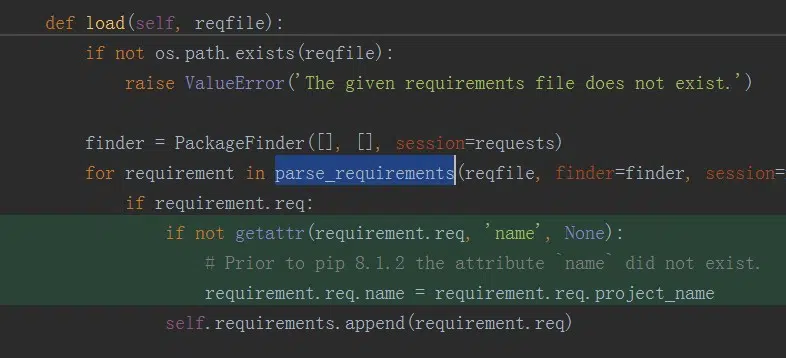 def load(self, reqfile):
if not os.path.exists(reqfile):
raise ValueError('The given requirements file does not exist.')
finder = PackageFinder([], [], session=requests)
for requirement in parse_requirements(reqfile, finder=finder, session=
if requirement.req:
if not getattr(requirement.req, 'name', None):
# Prior to pip 8.1.2 the attribute `name` did not exist.
requirement.req.name = requirement.req.project_name
self.requirements.append(requirement.req)